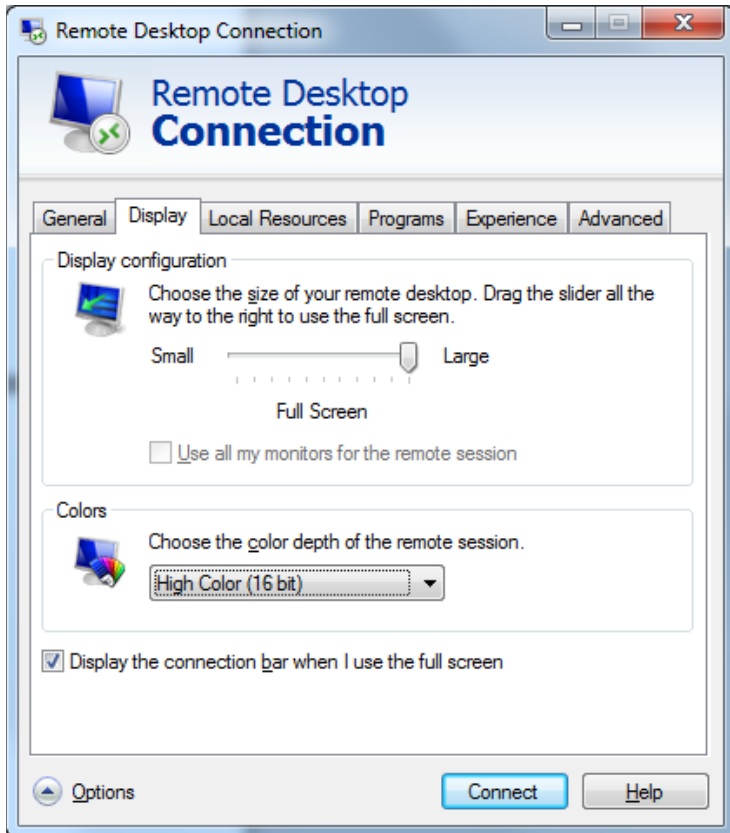 Remote Desktop Connection
Remote Desktop
Connection
General Display Local Resources Programs Experience Advanced
Display configuration
Choose the size of your remote desktop. Drag the slider all the
way to the right to use the full screen.
Small Large
Full Screen
Use all my monitors for the remote session
Colors
Choose the color depth of the remote session.
High Color (16 bit)
Display the connection bar when I use the full screen
Options Connect Help